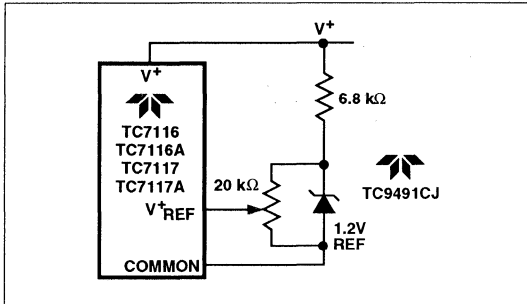 V+
V+
6.8 kΩ
TC7116
TC7116A
TC7117
TC7117A
20 kΩ
TC9491CJ
V+REF
1.2V
REF
COMMON